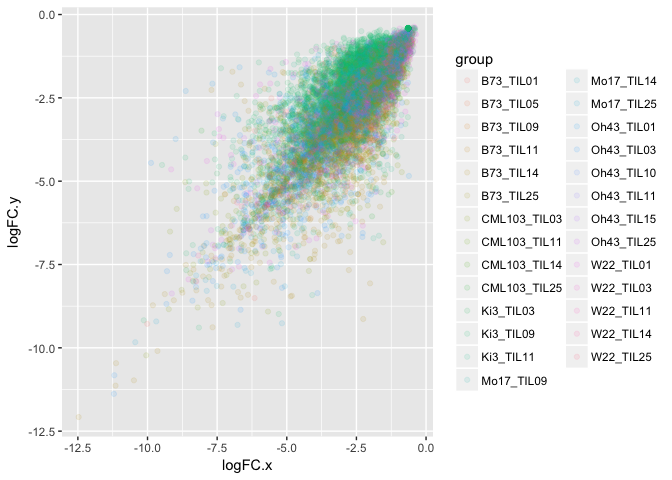 0.0
-2.5
-5.0
-7.5
-10.0
-12.5
logFC.y
-12.5
-10.0
-7.5
-5.0
-2.5
0.0
logFC.x
group
B73_TIL01
B73_TIL05
B73_TIL09
B73_TIL11
B73_TIL14
B73_TIL25
CML103_TIL03
CML103_TIL11
CML103_TIL14
CML103_TIL25
Ki3_TIL03
Ki3_TIL09
Ki3_TIL11
Mo17_TIL09
Mo17_TIL14
Mo17_TIL25
Oh43_TIL01
Oh43_TIL03
Oh43_TIL10
Oh43_TIL11
Oh43_TIL15
Oh43_TIL25
W22_TIL01
W22_TIL03
W22_TIL11
W22_TIL14
W22_TIL25